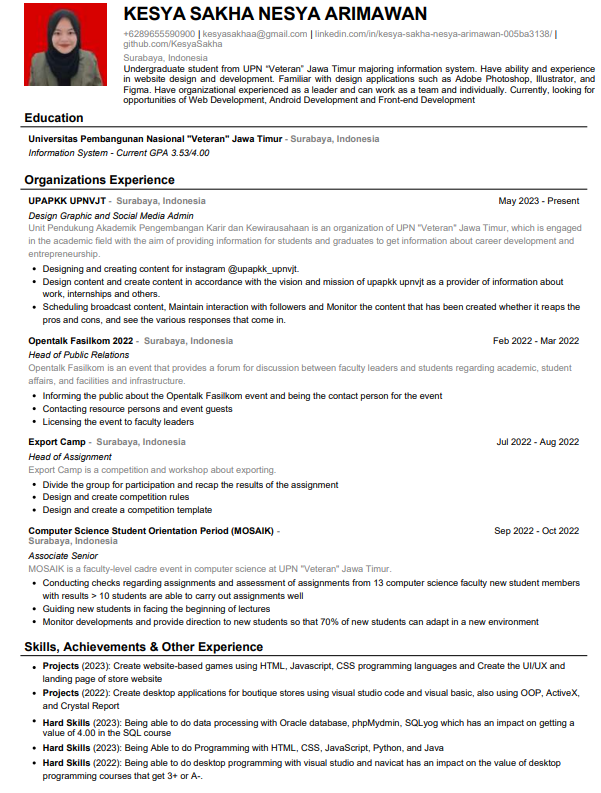 KESYA SAKHA NESYA ARIMAWAN
+6289655590900 | kesyasakhaa@gmail.com | linkedin.com/in/kesya-sakha-nesya-arimawan-005ba3138/ |
github.com/KesyaSakha
Surabaya, Indonesia
Undergraduate student from UPN "Veteran" Jawa Timur majoring information system. Have ability and experience
in website design and development. Familiar with design applications such as Adobe Photoshop, Illustrator, and
Figma. Have organizational experienced as a leader and can work as a team and individually. Currently, looking for
opportunities of Web Development, Android Development and Front-end Development
Education
Universitas Pembangunan Nasional "Veteran" Jawa Timur - Surabaya, Indonesia
Information System - Current GPA 3.53/4.00
Organizations Experience
UPAPKK UPNVJT - Surabaya, Indonesia May 2023 - Present
Design Graphic and Social Media Admin
Unit Pendukung Akademik Pengembangan Karir dan Kewirausahaan is an organization of UPN "Veteran" Jawa Timur, which is engaged
in the academic field with the aim of providing information for students and graduates to get information about career development and
entrepreneurship.
• Designing and creating content for instagram @upapkk_upnvjt.
• Design content and create content in accordance with the vision and mission of upapkk upnvjt as a provider of information about
work, internships and others.
• Scheduling broadcast content, Maintain interaction with followers and Monitor the content that has been created whether it reaps the
pros and cons, and see the various responses that come in.
Opentalk Fasilkom 2022 - Surabaya, Indonesia Feb 2022 - Mar 2022
Head of Public Relations
Opentalk Fasilkom is an event that provides a forum for discussion between faculty leaders and students regarding academic, student
affairs, and facilities and infrastructure.
• Informing the public about the Opentalk Fasilkom event and being the contact person for the event
• Contacting resource persons and event guests
• Licensing the event to faculty leaders
Export Camp - Surabaya, Indonesia Jul 2022 - Aug 2022
Head of Assignment
Export Camp is a competition and workshop about exporting.
• Divide the group for participation and recap the results of the assignment
• Design and create competition rules
• Design and create a competition template
Computer Science Student Orientation Period (MOSAIK) - Sep 2022 - Oct 2022
Surabaya, Indonesia
Associate Senior
MOSAIK is a faculty-level cadre event in computer science at UPN "Veteran" Jawa Timur.
• Conducting checks regarding assignments and assessment of assignments from 13 computer science faculty new student members
with results > 10 students are able to carry out assignments well
• Guiding new students in facing the beginning of lectures
• Monitor developments and provide direction to new students so that 70% of new students can adapt in a new environment
Skills, Achievements & Other Experience
• Projects (2023): Create website-based games using HTML, Javascript, CSS programming languages and Create the UI/UX and
landing page of store website
• Projects (2022): Create desktop applications for boutique stores using visual studio code and visual basic, also using OOP, ActiveX,
and Crystal Report
• Hard Skills (2023): Being able to do data processing with Oracle database, phpMydmin, SQLyog which has an impact on getting a
value of 4.00 in the SQL course
• Hard Skills (2023): Being Able to do Programming with HTML, CSS, JavaScript, Python, and Java
• Hard Skills (2022): Being able to do desktop programming with visual studio and navicat has an impact on the value of desktop
programming courses that get 3+ or A-.